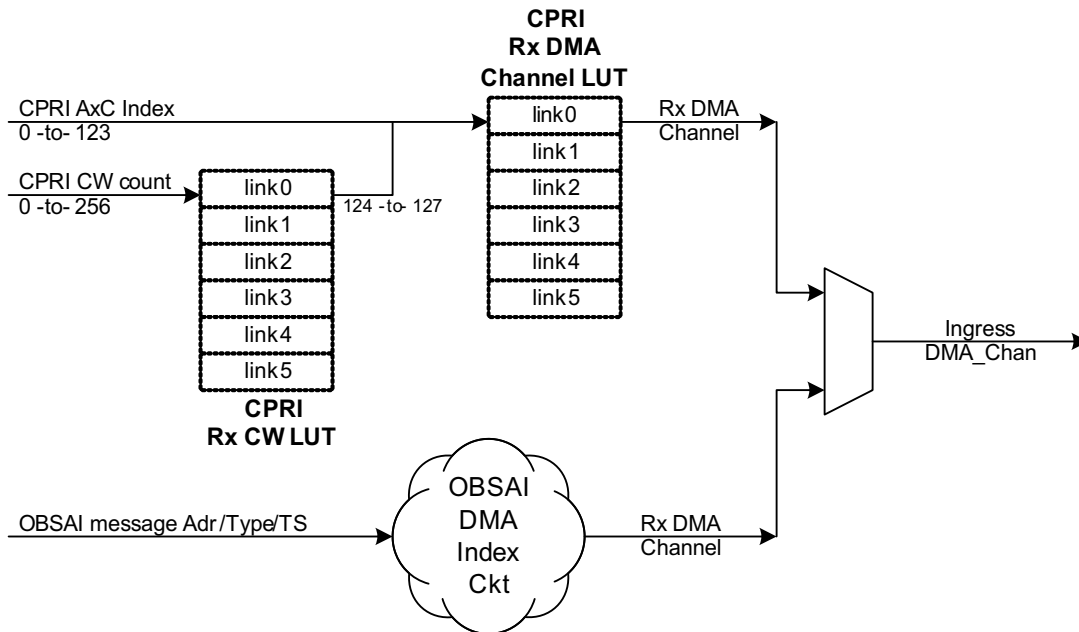 CPRI
Rx DMA
Channel LUT
CPRI AxC Index
0 -to- 123
link0
link1
link2
link3
link4
link5
Rx DMA
Channel
CPRI CW count
0 -to- 256
link0
link1
link2
link3
link4
link5
124 -to- 127
CPRI
Rx CW LUT
Ingress
DMA_Chan
OBSAI message Adr/Type/TS
OBSAI
DMA
Index
Ckt
Rx DMA
Channel